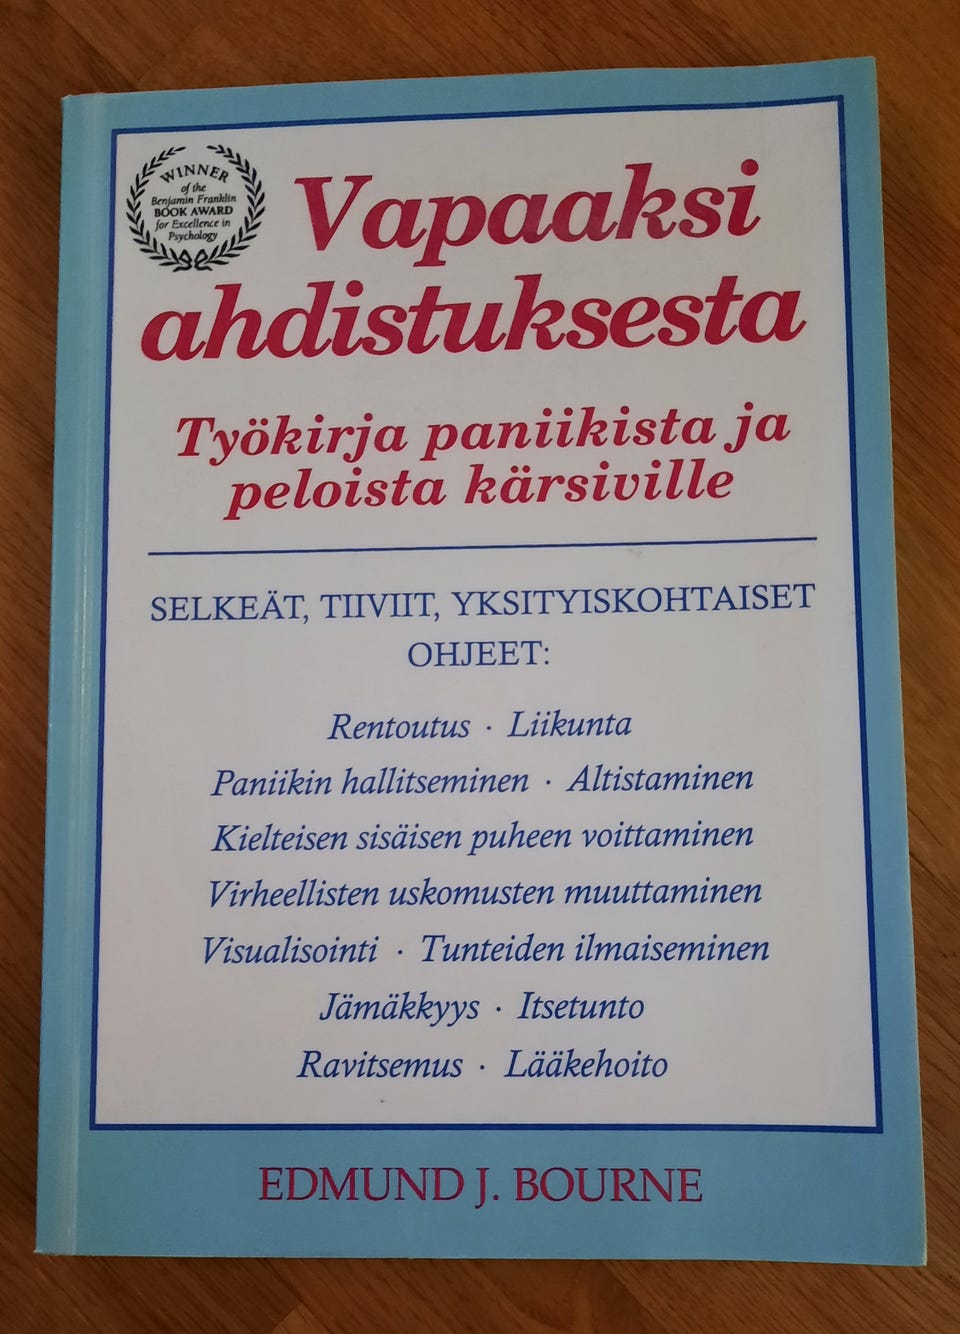 WINNER
of the
Benjamin Franklin
BOOK AWARD
for Excellence in
Psychology
Vapaaksi
ahdistuksesta
Työkirja paniikista ja
peloista kärsiville
SELKEÄT, TIIVIIT, YKSITYISKOHTAISET
OHJEET:
Rentoutus · Liikunta
Paniikin hallitseminen · Altistaminen
Kielteisen sisäisen puheen voittaminen
Virheellisten uskomusten muuttaminen
Visualisointi · Tunteiden ilmaiseminen
Jämäkkyys · Itsetunto
Ravitsemus · Lääkehoito
EDMUND J. BOURNE